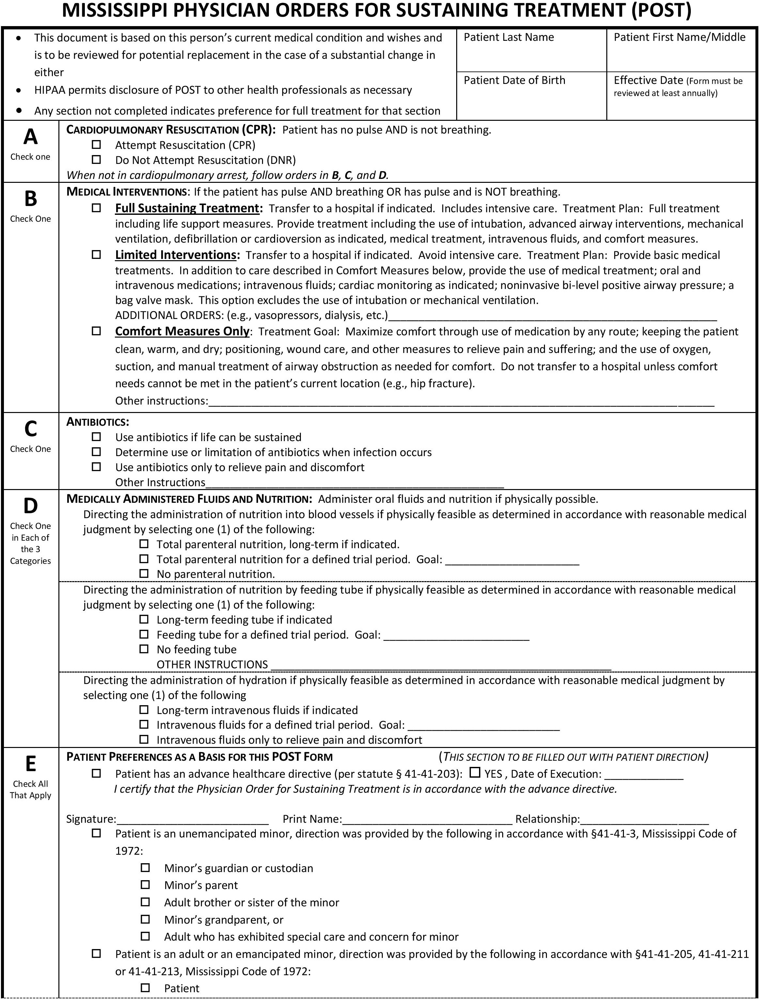 MISSISSIPPI PHYSICIAN ORDERS FOR SUSTAINING TREATMENT (POST)
• This document is based on this person’s current medical condition and wishes and
is to be reviewed for potential replacement in the case of a substantial change in
either
• HIPAA permits disclosure of POST to other health professionals as necessary
• Any section not completed indicates preference for full treatment for that section
Patient Last Name
Patient First Name/Middle
Patient Date of Birth
Effective Date (Form must be
reviewed at least annually)
A
Check one
CARDIOPULMONARY RESUSCITATION (CPR): Patient has no pulse AND is not breathing.
☐ Attempt Resuscitation (CPR)
☐ Do Not Attempt Resuscitation (DNR)
When not in cardiopulmonary arrest, follow orders in B, C, and D.
B
Check One
MEDICAL INTERVENTIONS: If the patient has pulse AND breathing OR has pulse and is NOT breathing.
☐ Full Sustaining Treatment: Transfer to a hospital if indicated. Includes intensive care. Treatment Plan: Full treatment
including life support measures. Provide treatment including the use of intubation, advanced airway interventions, mechanical
ventilation, defibrillation or cardioversion as indicated, medical treatment, intravenous fluids, and comfort measures.
☐ Limited Interventions: Transfer to a hospital if indicated. Avoid intensive care. Treatment Plan: Provide basic medical
treatments. In addition to care described in Comfort Measures below, provide the use of medical treatment; oral and
intravenous medications; intravenous fluids; cardiac monitoring as indicated; noninvasive bi-level positive airway pressure; a
bag valve mask. This option excludes the use of intubation or mechanical ventilation.
ADDITIONAL ORDERS: (e.g., vasopressors, dialysis, etc.)____________________
☐ Comfort Measures Only: Treatment Goal: Maximize comfort through use of medication by any route; keeping the patient
clean, warm, and dry; positioning, wound care, and other measures to relieve pain and suffering; and the use of oxygen,
suction, and manual treatment of airway obstruction as needed for comfort. Do not transfer to a hospital unless comfort
needs cannot be met in the patient’s current location (e.g., hip fracture).
Other instructions:____________________
C
Check One
ANTIBIOTICS:
☐ Use antibiotics if life can be sustained
☐ Determine use or limitation of antibiotics when infection occurs
☐ Use antibiotics only to relieve pain and discomfort
Other Instructions____________________
D
Check One
in Each of
the 3
Categories
MEDICALLY ADMINISTERED FLUIDS AND NUTRITION: Administer oral fluids and nutrition if physically possible.
Directing the administration of nutrition into blood vessels if physically feasible as determined in accordance with reasonable medical
judgment by selecting one (1) of the following:
☐ Total parenteral nutrition, long-term if indicated.
☐ Total parenteral nutrition for a defined trial period. Goal: ____________________
☐ No parenteral nutrition.
Directing the administration of nutrition by feeding tube if physically feasible as determined in accordance with reasonable medical
judgment by selecting one (1) of the following:
☐ Long-term feeding tube if indicated
☐ Feeding tube for a defined trial period. Goal: ____________________
☐ No feeding tube
OTHER INSTRUCTIONS ____________________
Directing the administration of hydration if physically feasible as determined in accordance with reasonable medical judgment by
selecting one (1) of the following
☐ Long-term intravenous fluids if indicated
☐ Intravenous fluids for a defined trial period. Goal: ____________________
☐ Intravenous fluids only to relieve pain and discomfort
E
Check All
That Apply
PATIENT PREFERENCES AS A BASIS FOR THIS POST FORM (THIS SECTION TO BE FILLED OUT WITH PATIENT DIRECTION)
☐ Patient has an advance healthcare directive (per statute § 41-41-203): ☐ YES , Date of Execution: ____________
I certify that the Physician Order for Sustaining Treatment is in accordance with the advance directive.
Signature:____________________ Print Name:____________________ Relationship:____________________
☐ Patient is an unemancipated minor, direction was provided by the following in accordance with §41-41-3, Mississippi Code of
1972:
☐ Minor’s guardian or custodian
☐ Minor’s parent
☐ Adult brother or sister of the minor
☐ Minor’s grandparent, or
☐ Adult who has exhibited special care and concern for minor
☐ Patient is an adult or an emancipated minor, direction was provided by the following in accordance with §41-41-205, 41-41-211
or 41-41-213, Mississippi Code of 1972:
☐ Patient